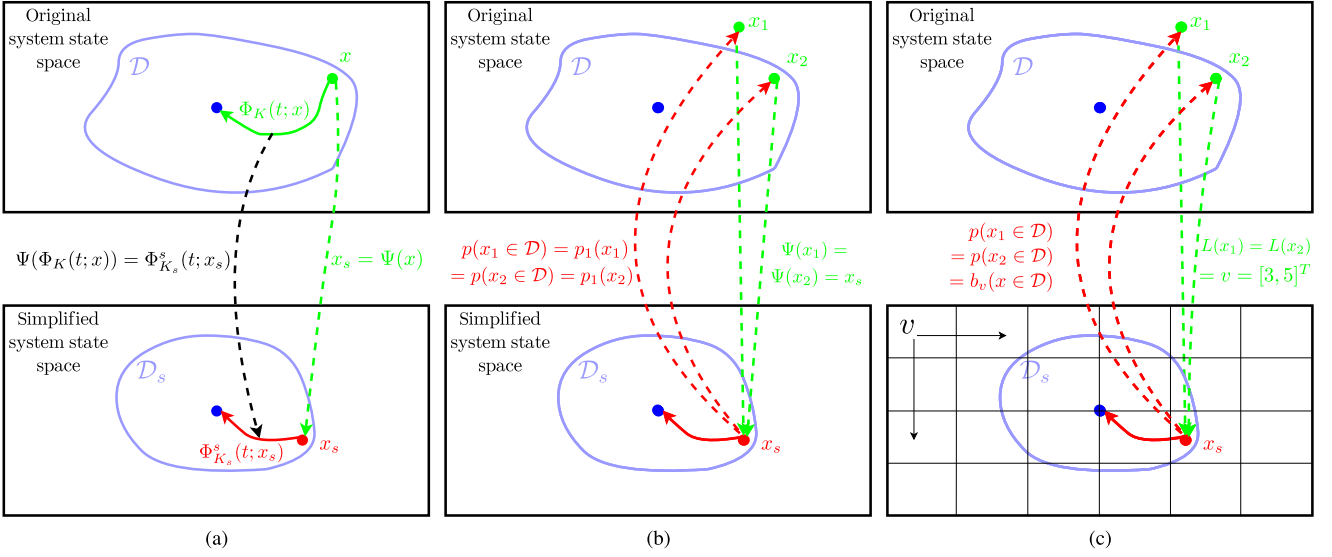 Original
system state
space
𝒟
x
Φ_K(t; x)
Ψ(Φ_K(t; x)) = Φ^s_{K_s}(t; x_s)
x_s = Ψ(x)
Simplified
system state
space
𝒟_s
Φ^s_{K_s}(t; x_s)
x_s
(a)
Original
system state
space
𝒟
x_1
x_2
p(x_1 ∈ 𝒟) = p_1(x_1)
= p(x_2 ∈ 𝒟) = p_1(x_2)
Ψ(x_1) =
Ψ(x_2) = x_s
Simplified
system state
space
𝒟_s
x_s
(b)
Original
system state
space
𝒟
x_1
x_2
p(x_1 ∈ 𝒟)
= p(x_2 ∈ 𝒟)
= b_v(x ∈ 𝒟)
L(x_1) = L(x_2)
= v = [3, 5]^T
v
𝒟_s
x_s
(c)